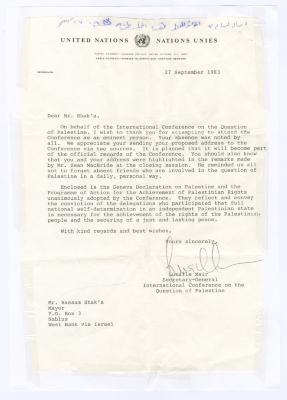 UNITED NATIONS NATIONS UNIES
27 September 1983
Dear Mr. Shak'a,
On behalf of the International Conference on the Question
of Palestine, I wish to thank you for attempting to attend the
Conference as an eminent person. Your absence was noted by
all. We appreciate your sending your proposed address to the
Conference via two sources. It is planned that it will become part
of the official records of the Conference. You should also know
that you and your address were highlighted in the remarks made
by Mr. Sean MacBride at the closing session. He reminded us all
not to forget absent friends who are involved in the question of
Palestine in a daily, personal way.
Enclosed is the Geneva Declaration on Palestine and the
Programme of Action for the Achievement of Palestinian Rights
unanimously adopted by the Conference. They reflect and convey
the conviction of the delegations who participated that full
national self-determination in an independent Palestinian state
is necessary for the achievement of the rights of the Palestinian
people and the securing of a just and lasting peace.
With kind regards and best wishes,
Yours sincerely,
Lucille Mair
Secretary-General
International Conference on the
Question of Palestine
Mr. Bassam Shak'a
Mayor
P.O. Box 3
Nablus
West Bank via Israel